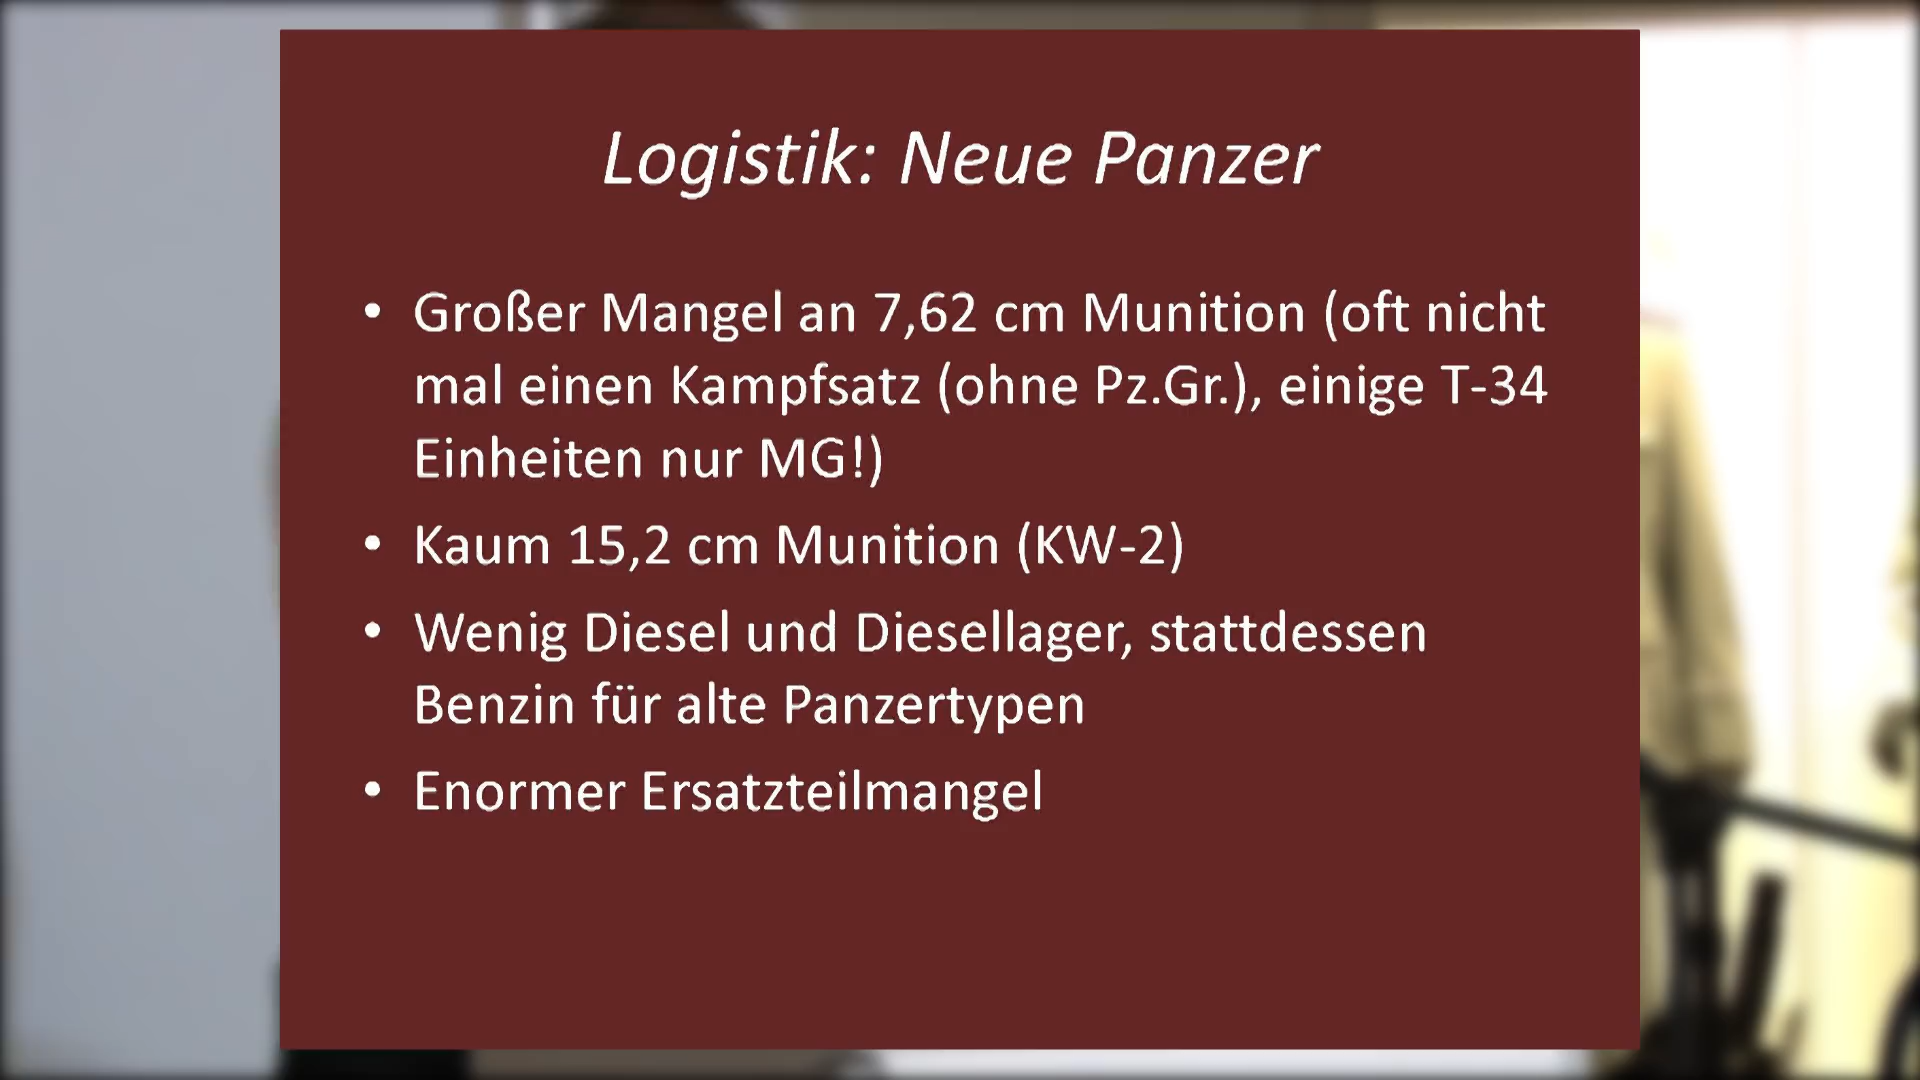 Logistik: Neue Panzer
• Großer Mangel an 7,62 cm Munition (oft nicht
mal einen Kampfsatz (ohne Pz.Gr.), einige T-34
Einheiten nur MG!)
• Kaum 15,2 cm Munition (KW-2)
• Wenig Diesel und Diesellager, stattdessen
Benzin für alte Panzertypen
• Enormer Ersatzteilmangel